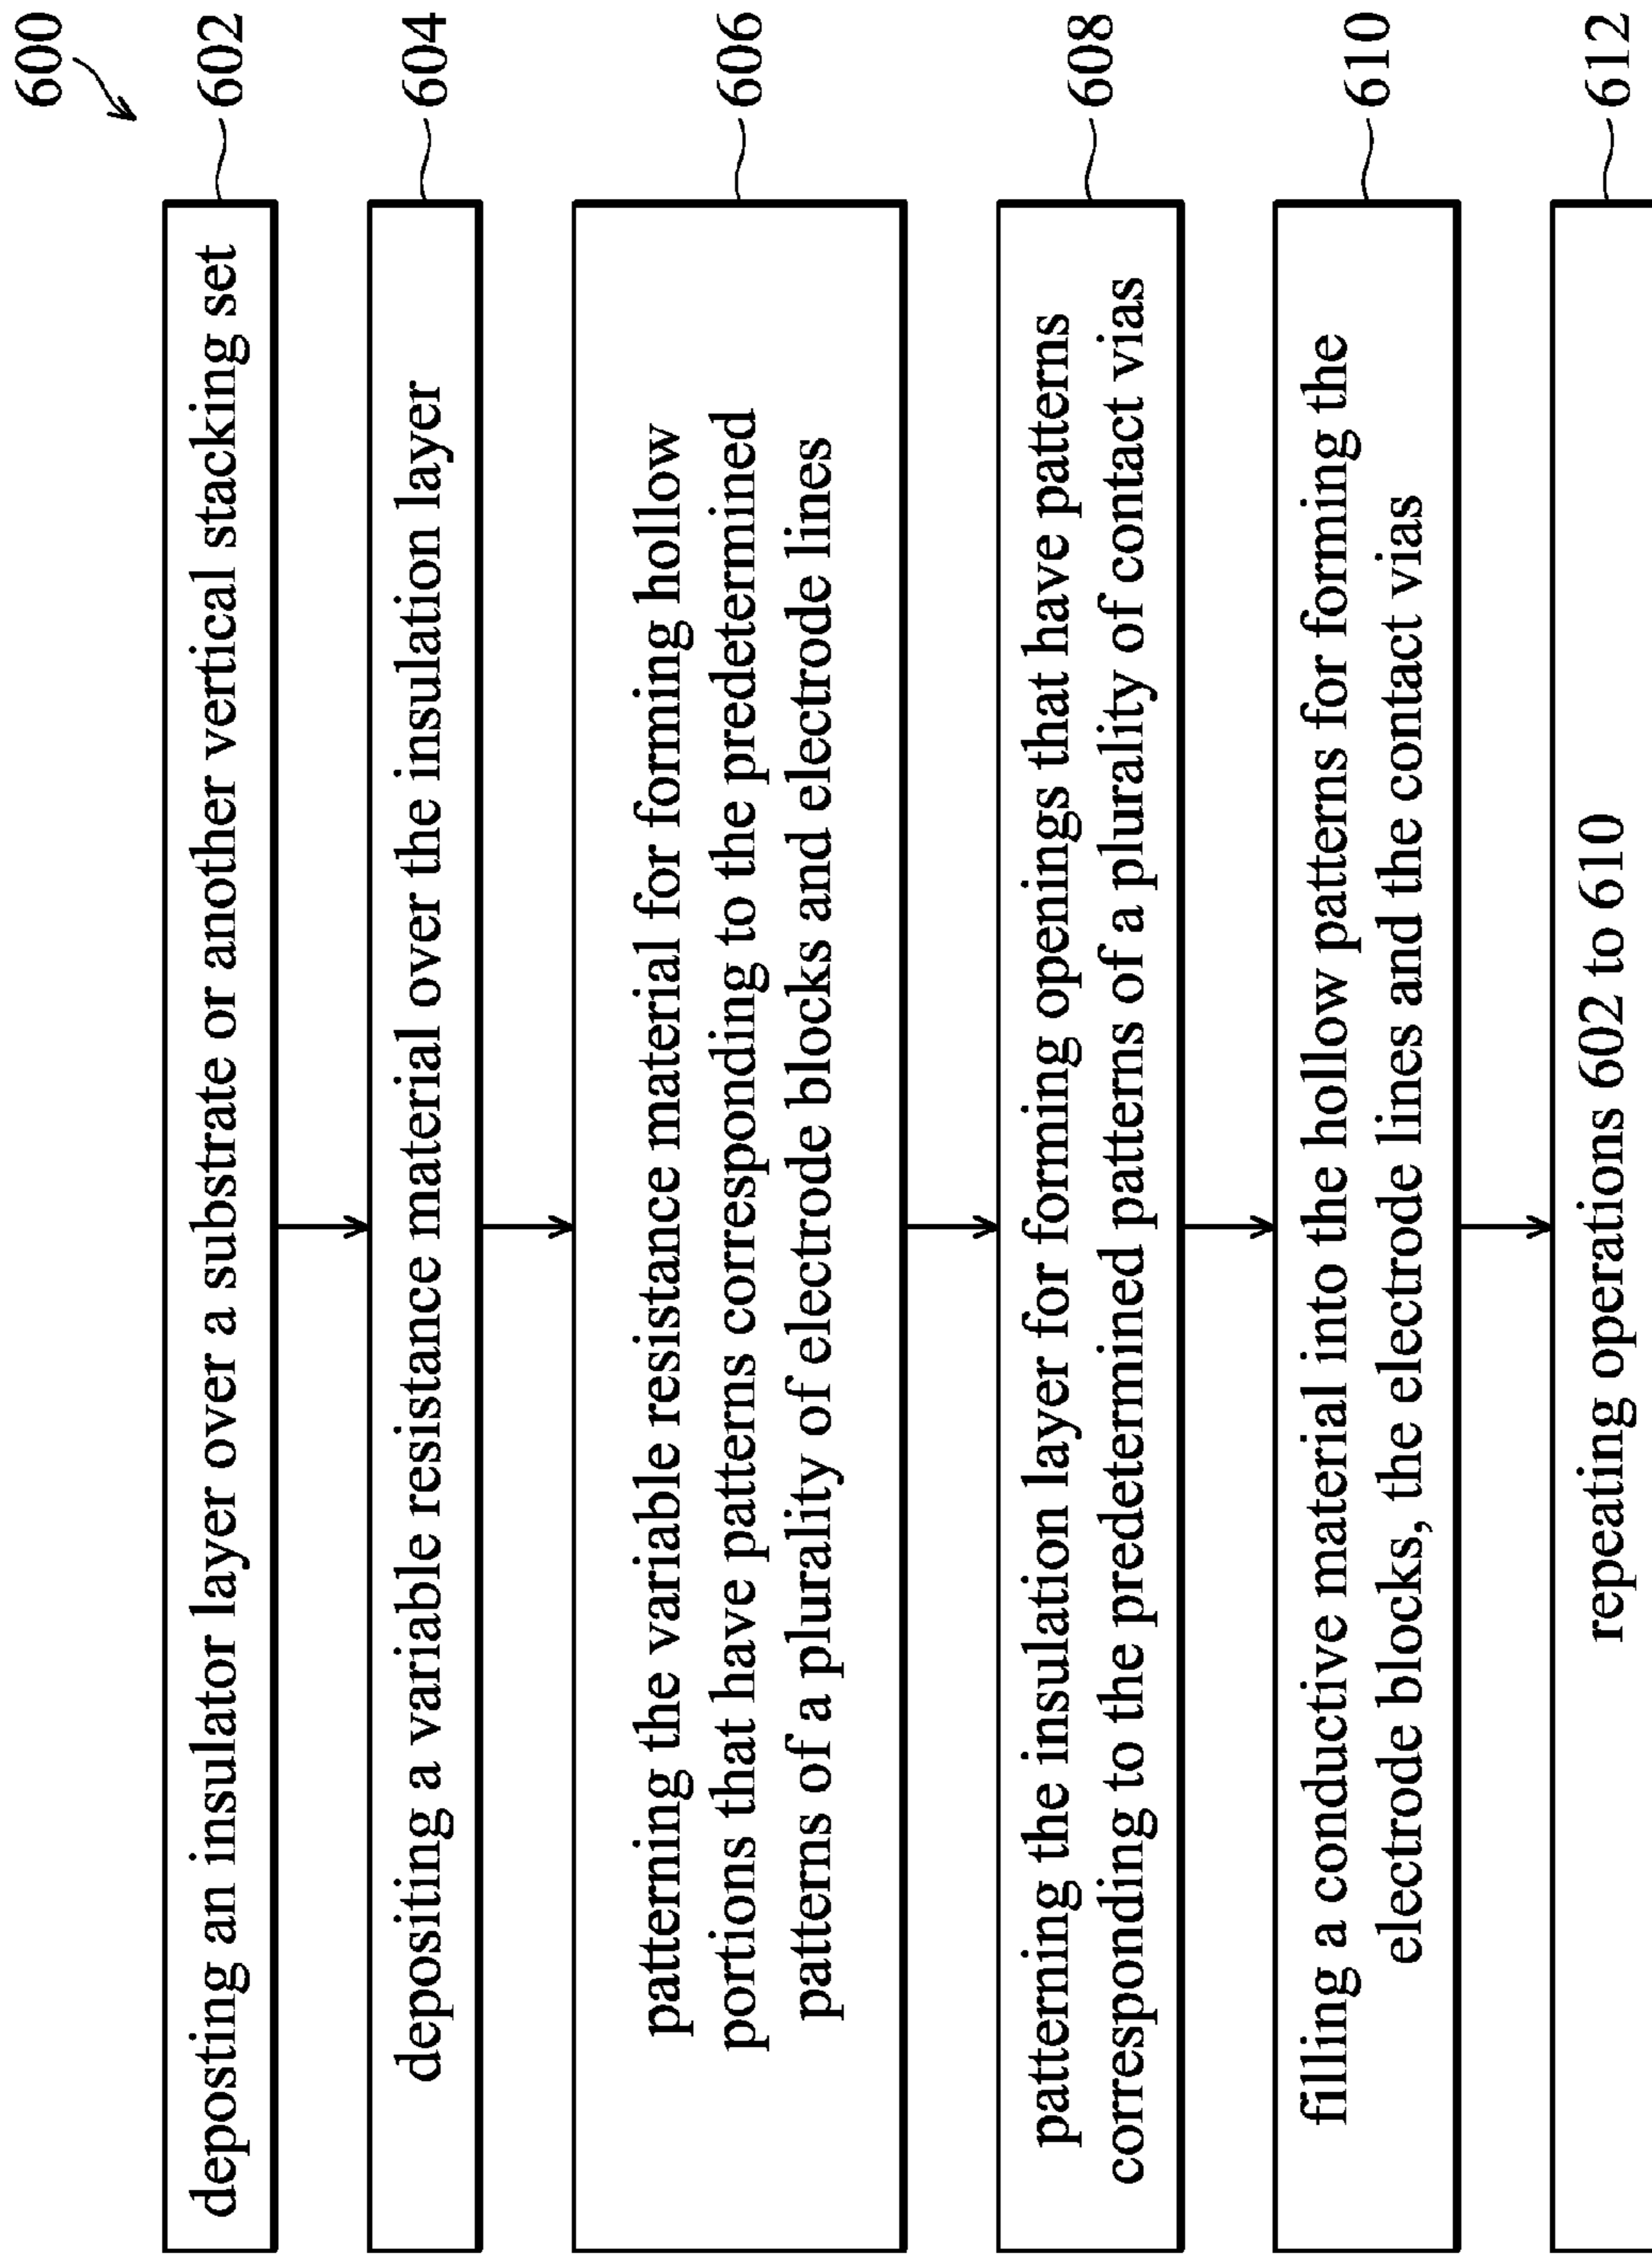 600
deposting an insulator layer over a substrate or another vertical stacking set
602
depositing a variable resistance material over the insulation layer
604
patterning the variable resistance material for forming hollow
portions that have patterns corresponding to the predetermined
patterns of a plurality of electrode blocks and electrode lines
606
patterning the insulation layer for forming openings that have patterns
corresponding to the predetermined patterns of a plurality of contact vias
608
filling a conductive material into the hollow patterns for forming the
electrode blocks, the electrode lines and the contact vias
610
repeating operations 602 to 610
612